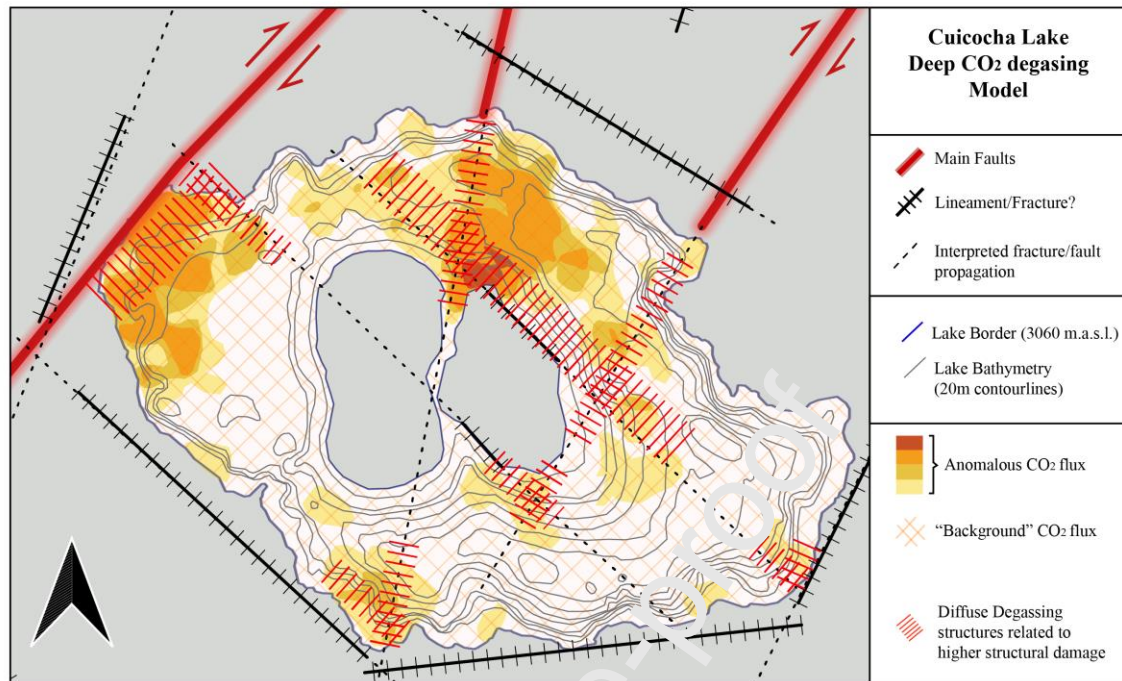 Cuicocha Lake
Deep CO2 degasing
Model
Main Faults
Lineament/Fracture?
Interpreted fracture/fault
propagation
Lake Border (3060 m.a.s.l.)
Lake Bathymetry
(20m contourlines)
Anomalous CO2 flux
"Background" CO2 flux
Diffuse Degassing
structures related to
higher structural damage
e-proof